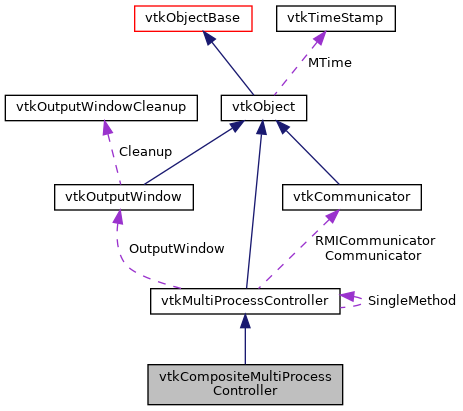 vtkObjectBase
vtkTimeStamp
MTime
vtkOutputWindowCleanup
vtkObject
Cleanup
vtkOutputWindow
vtkCommunicator
OutputWindow
RMICommunicator
Communicator
vtkMultiProcessController
SingleMethod
vtkCompositeMultiProcess
Controller